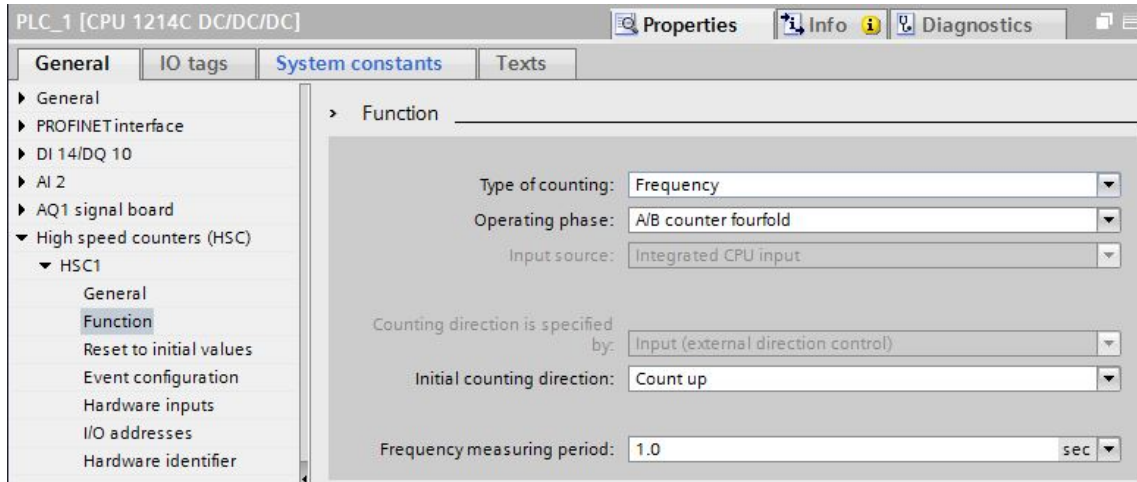 PLC_1 [CPU 1214C DC/DC/DC]
Properties
Info
Diagnostics
General
IO tags
System constants
Texts
General
PROFINET interface
DI 14/DQ 10
AI 2
AQ1 signal board
High speed counters (HSC)
HSC1
General
Function
Reset to initial values
Event configuration
Hardware inputs
I/O addresses
Hardware identifier
Function
Type of counting: Frequency
Operating phase: A/B counter fourfold
Input source: Integrated CPU input
Counting direction is specified
by: Input (external direction control)
Initial counting direction: Count up
Frequency measuring period: 1.0 sec